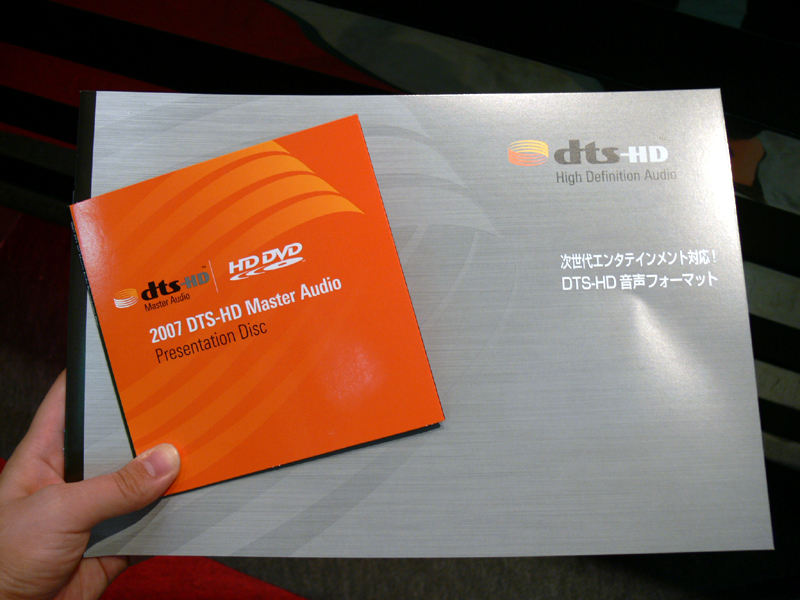 dts-HD
Master Audio
HD DVD
2007 DTS-HD Master Audio
Presentation Disc
dts-HD
High Definition Audio
次世代エンタテインメント対応!
DTS-HD 音声フォーマット